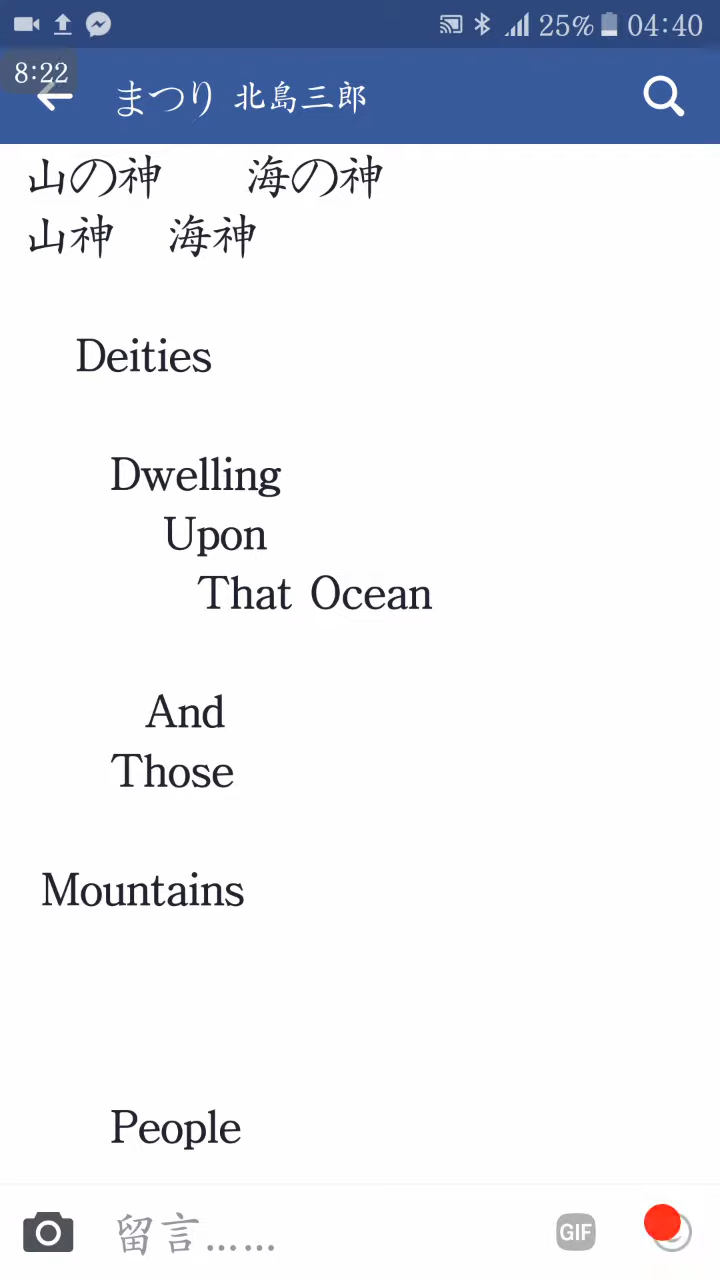 25% 04:40
8:22
まつり 北島三郎
山の神 海の神
山神 海神
Deities
Dwelling
Upon
That Ocean
And
Those
Mountains
People
留言......
GIF